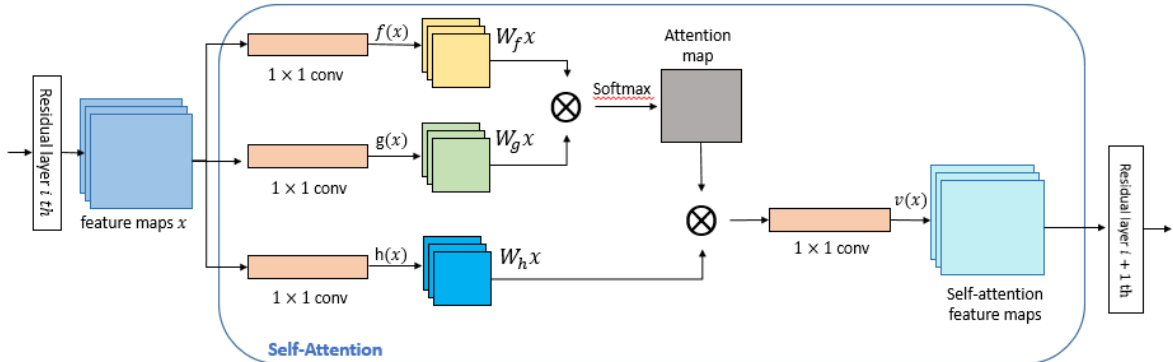 Residual layer i th
feature maps x
1 × 1 conv
f(x)
W_f x
1 × 1 conv
g(x)
W_g x
1 × 1 conv
h(x)
W_h x
Softmax
Attention
map
1 × 1 conv
v(x)
Self-attention
feature maps
Residual layer i + 1 th
Self-Attention